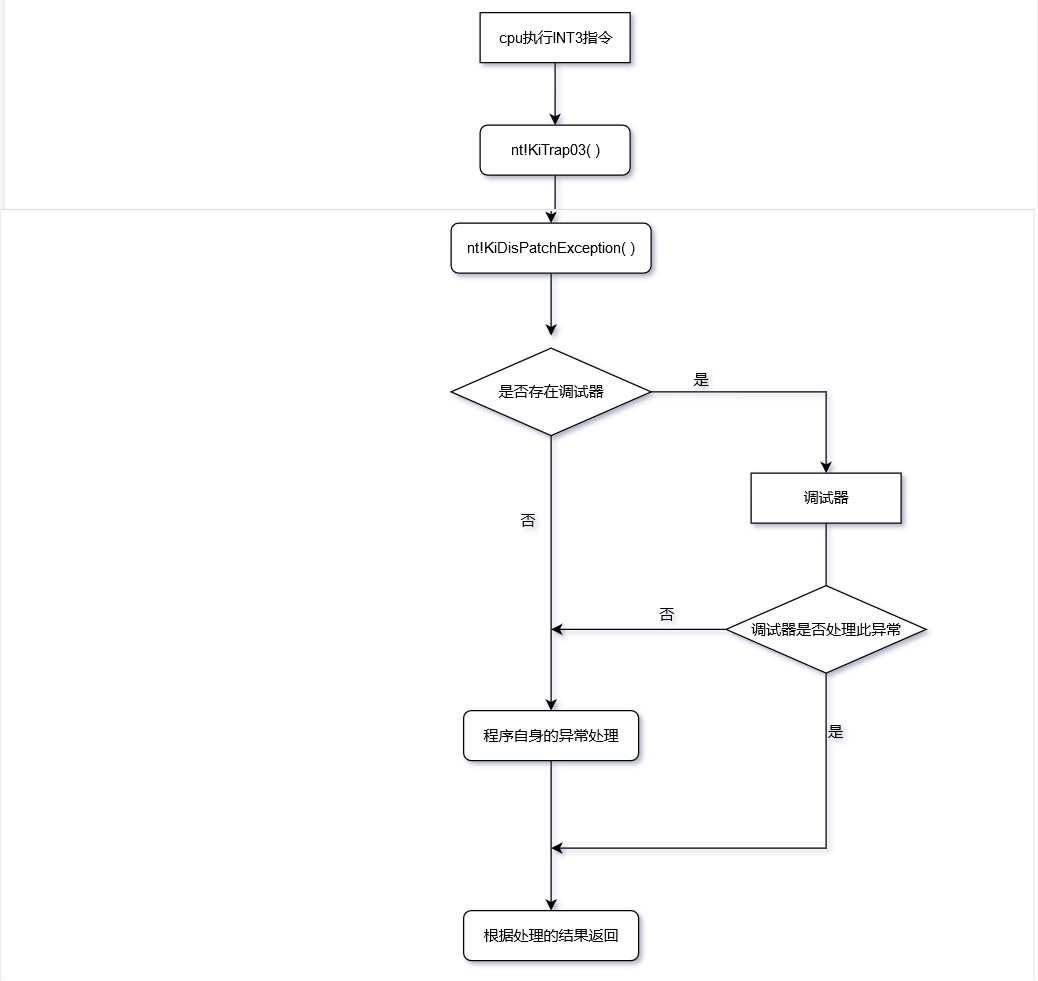 cpu执行INT3指令
nt!KiTrap03( )
nt!KiDisPatchException( )
是否存在调试器
是
调试器
否
否
调试器是否处理此异常
程序自身的异常处理
是
根据处理的结果返回